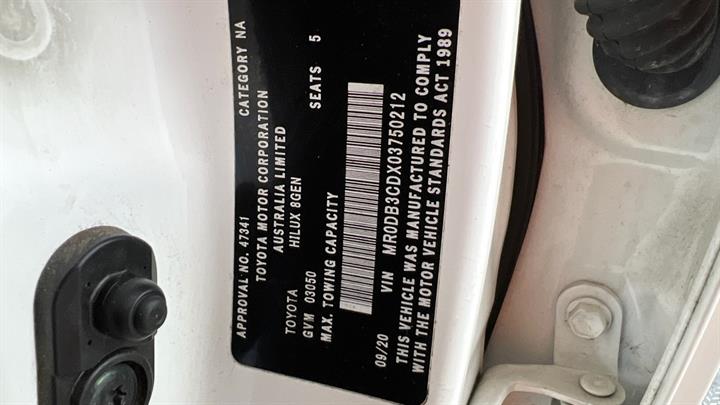 APPROVAL NO. 47341 CATEGORY NA
TOYOTA MOTOR CORPORATION
AUSTRALIA LIMITED
HILUX 8GEN
TOYOTA
GVM 03050 SEATS 5
MAX. TOWING CAPACITY
09/20 VIN MR0DB3CDX03750212
THIS VEHICLE WAS MANUFACTURED TO COMPLY
WITH THE MOTOR VEHICLE STANDARDS ACT 1989